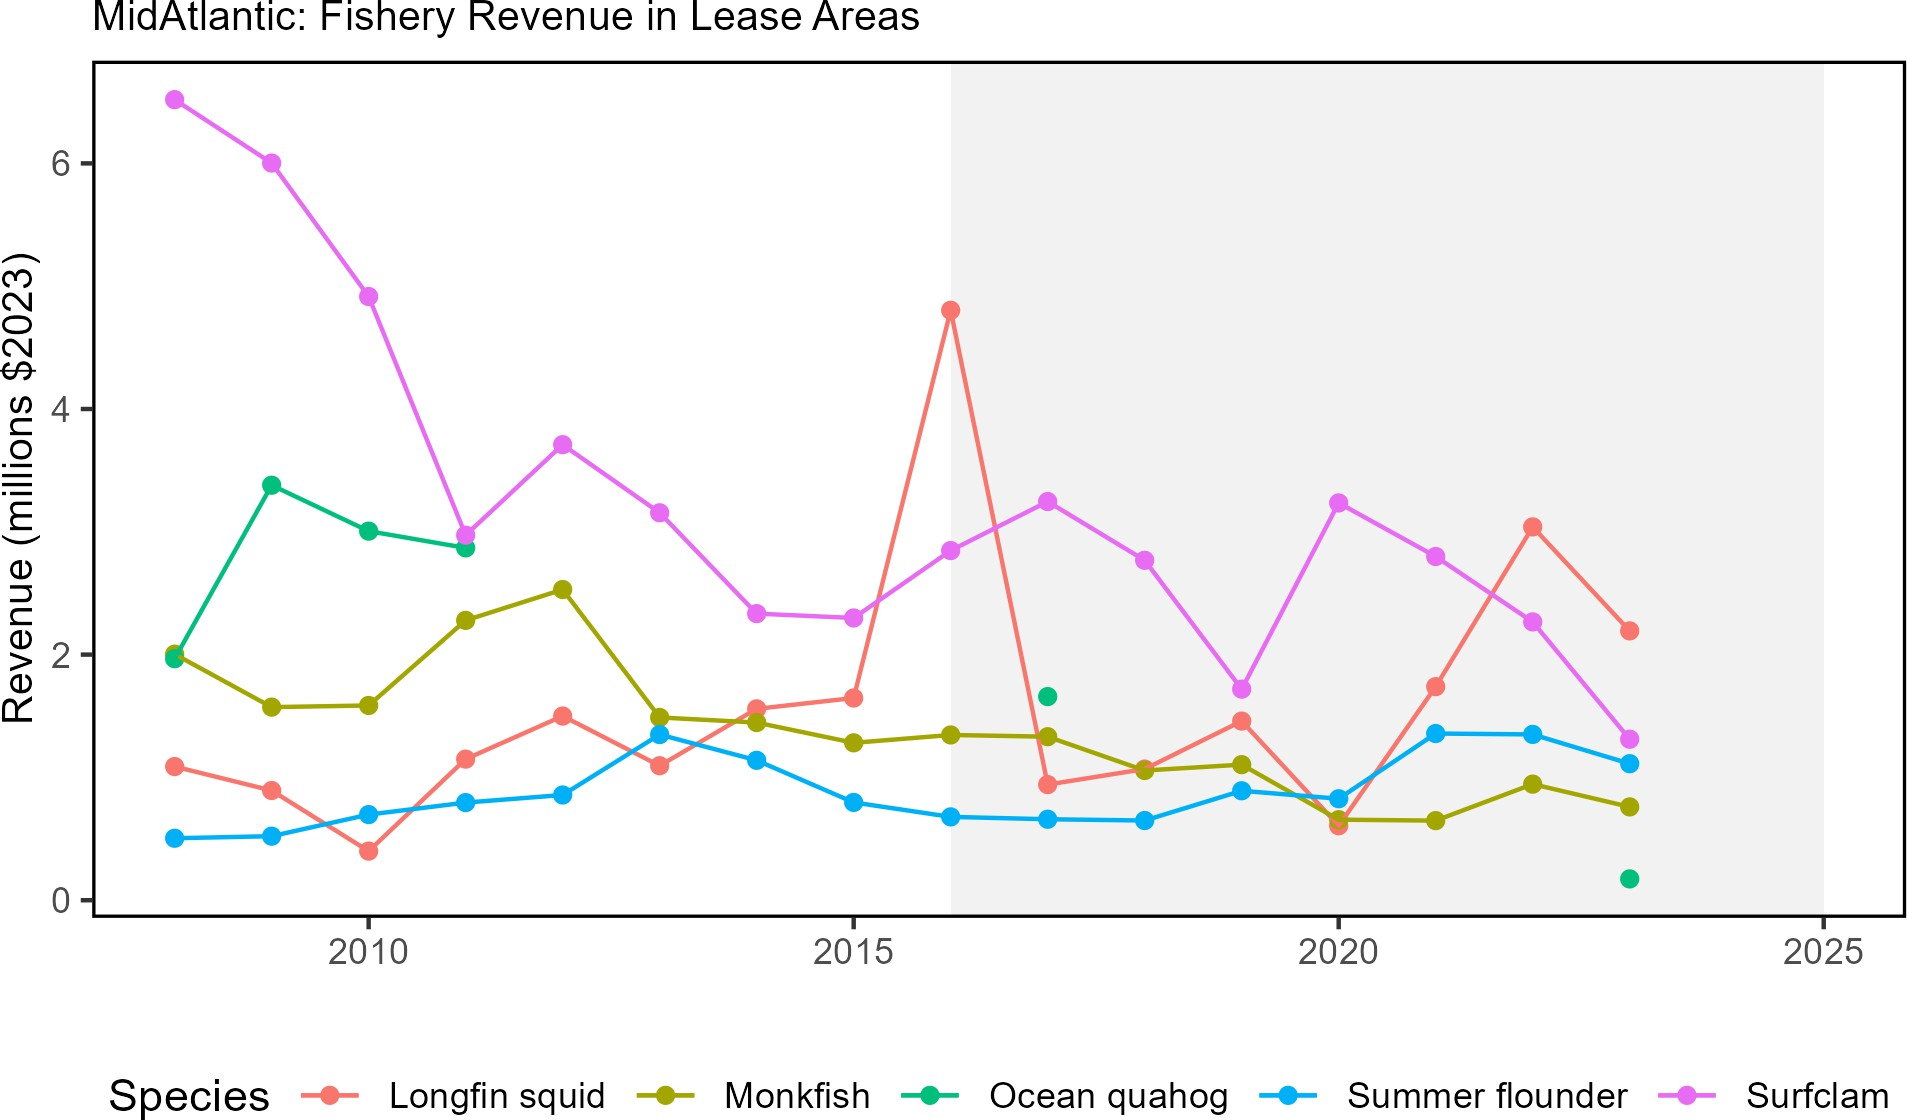 MidAtlantic: Fishery Revenue in Lease Areas
Revenue (millions $2023)
6
4
2
0
2010 2015 2020 2025
Species Longfin squid Monkfish Ocean quahog Summer flounder Surfclam